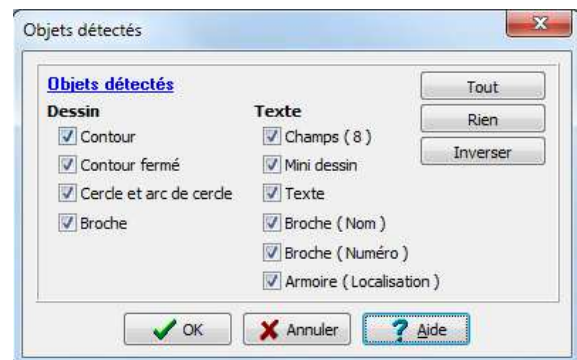 Objets détectés
Objets détectés
Dessin
Contour
Contour fermé
Cercle et arc de cercle
Broche
Texte
Champs ( 8 )
Mini dessin
Texte
Broche ( Nom )
Broche ( Numéro )
Armoire ( Localisation )
Tout
Rien
Inverser
OK
Annuler
? Aide